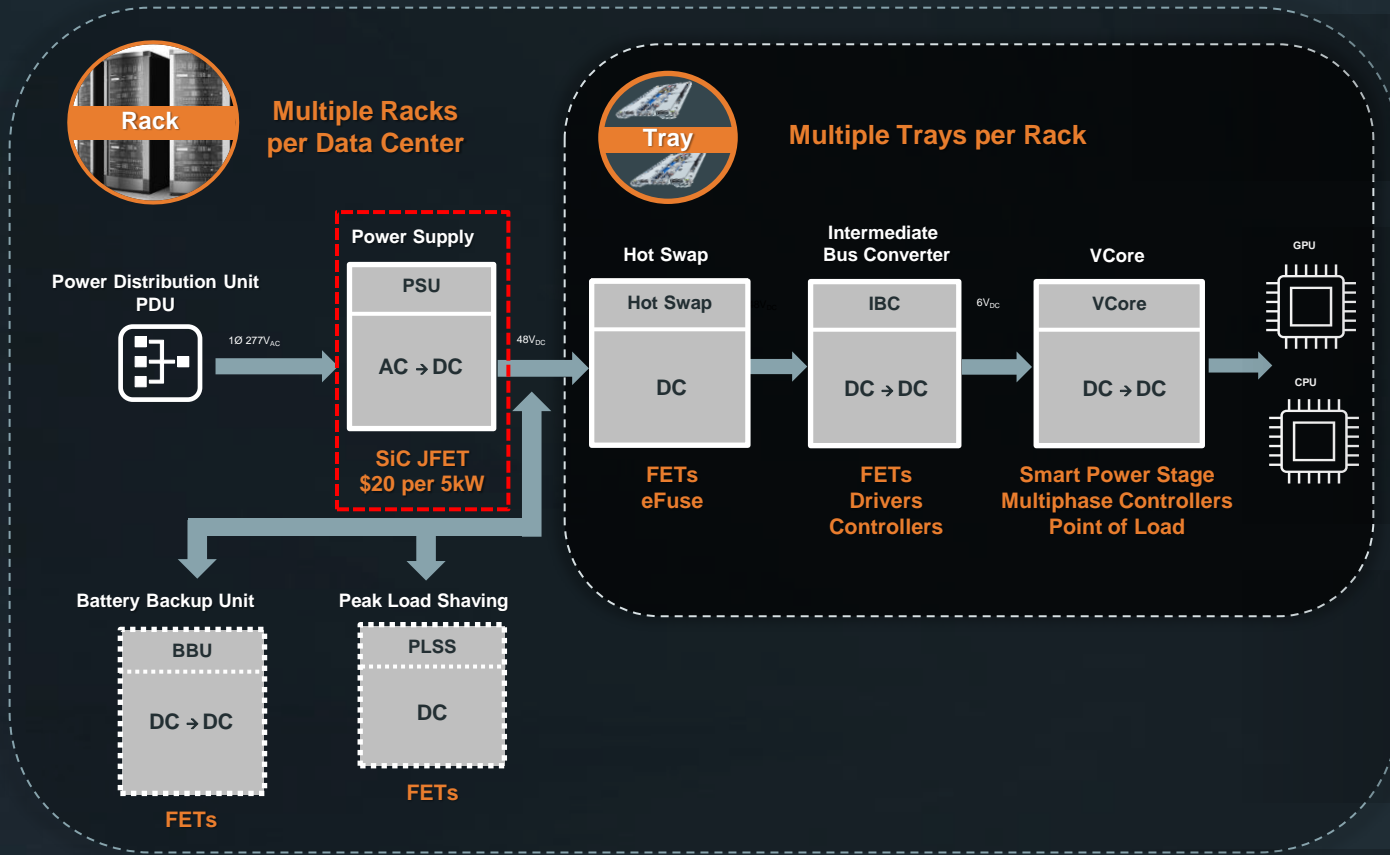 Rack
Multiple Racks
per Data Center
Tray
Multiple Trays per Rack
Power Distribution Unit
PDU
1Ø 277VAC
Power Supply
PSU
AC → DC
SiC JFET
$20 per 5kW
48VDC
Hot Swap
Hot Swap
DC
FETs
eFuse
Intermediate
Bus Converter
IBC
DC → DC
FETs
Drivers
Controllers
6VDC
VCore
VCore
DC → DC
Smart Power Stage
Multiphase Controllers
Point of Load
GPU
CPU
Battery Backup Unit
BBU
DC → DC
FETs
Peak Load Shaving
PLSS
DC
FETs